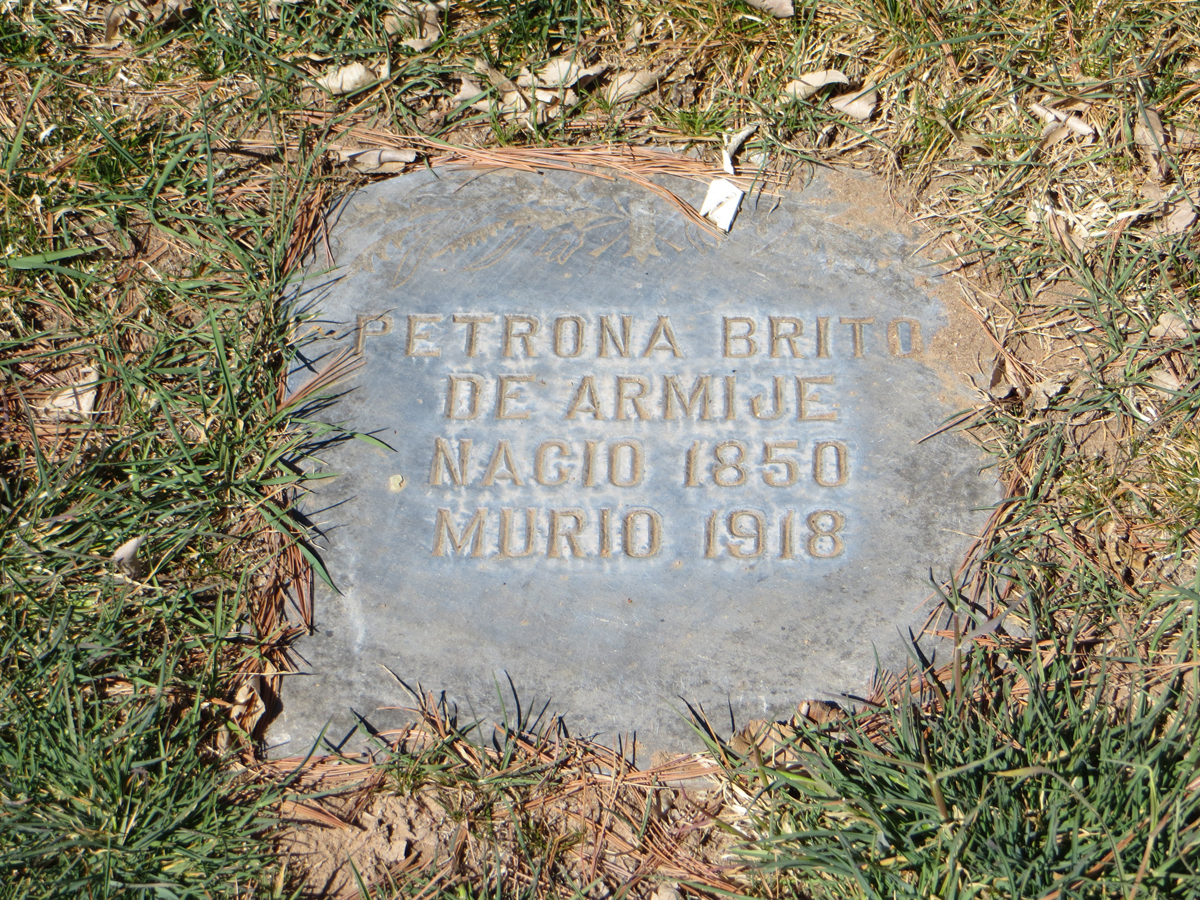 PETRONA BRITO
DE ARMIJE
NACIO 1850
MURIO 1918